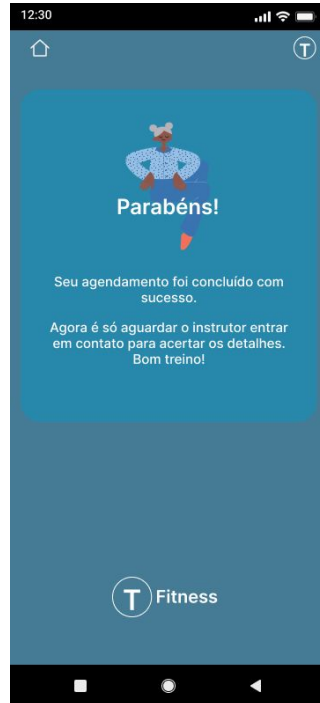 12:30
T
Parabéns!
Seu agendamento foi concluído com
sucesso.
Agora é só aguardar o instrutor entrar
em contato para acertar os detalhes.
Bom treino!
T Fitness